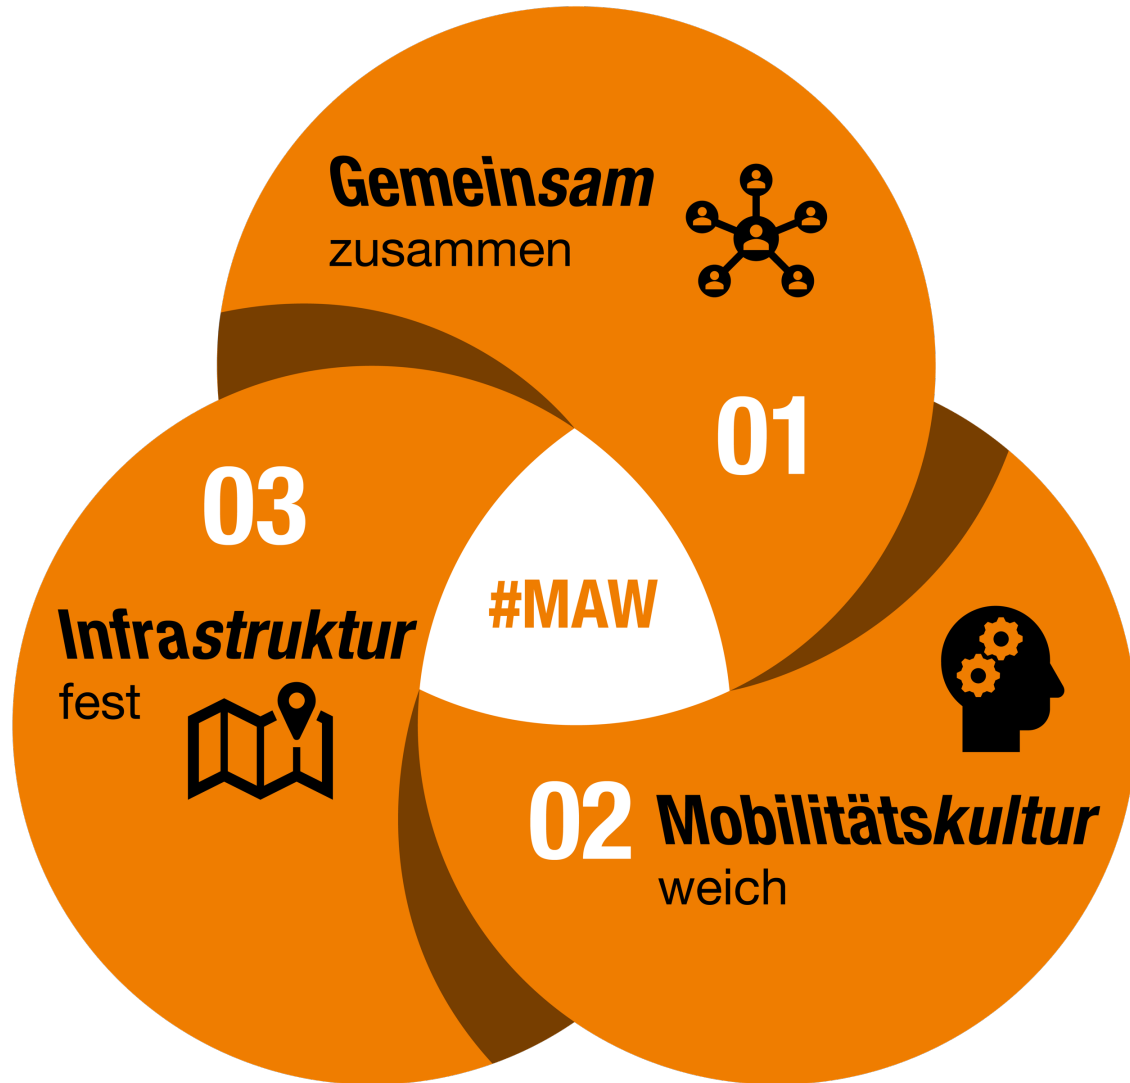 Gemeinsam
zusammen
01
03
#MAW
Infrastruktur
fest
02
Mobilitätskultur
weich